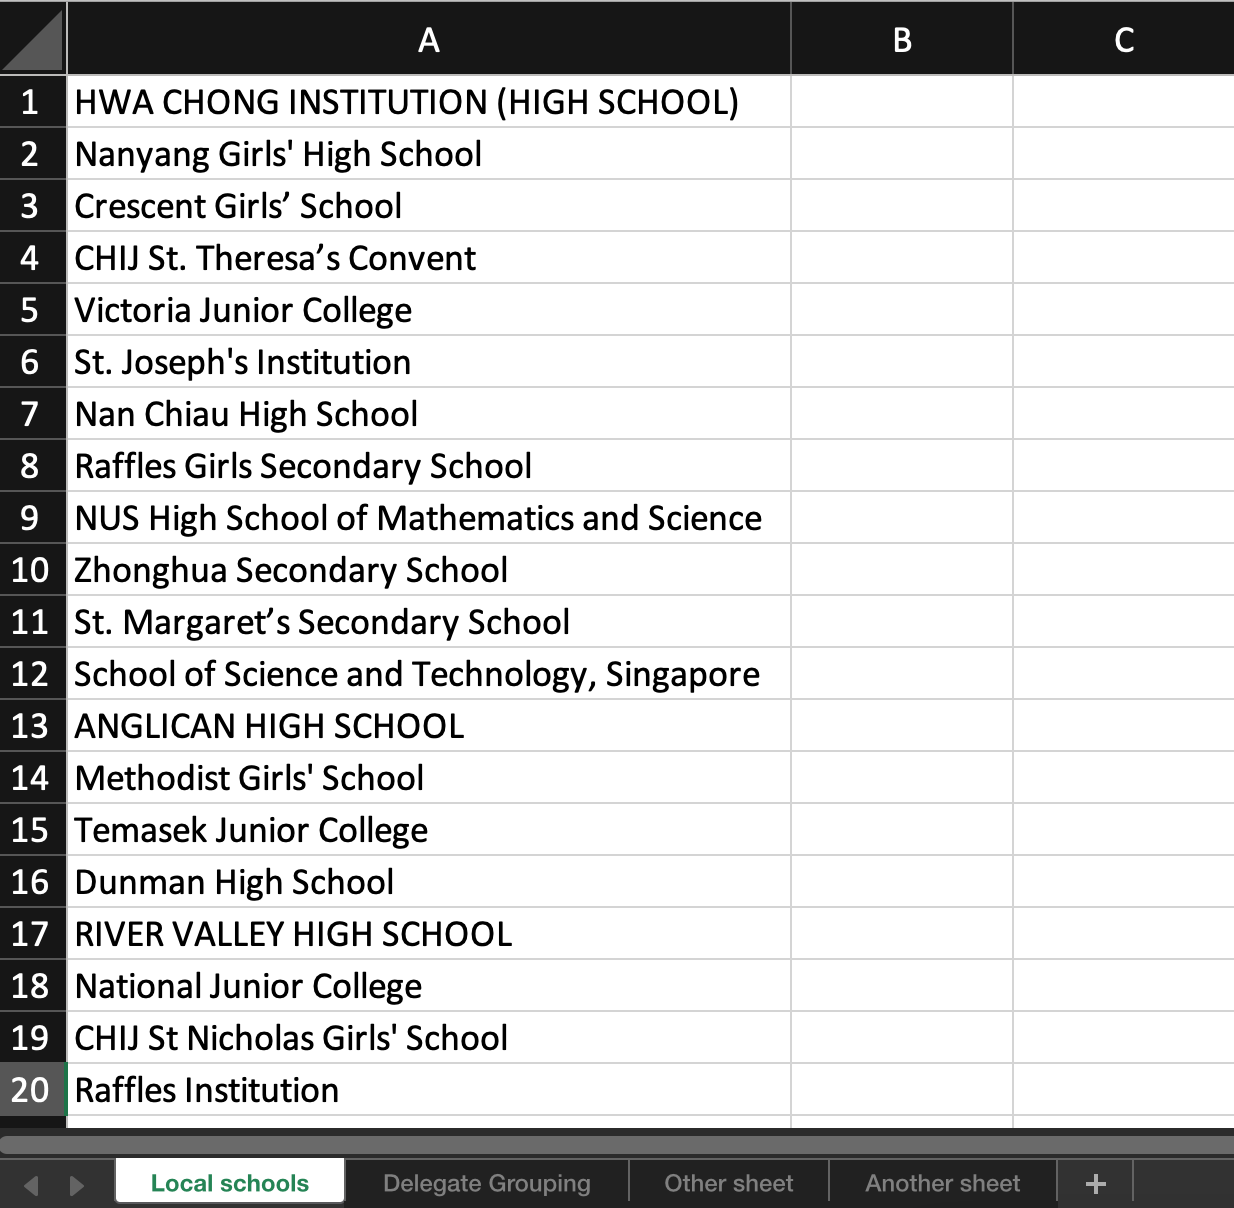 A B C
1 HWA CHONG INSTITUTION (HIGH SCHOOL)
2 Nanyang Girls' High School
3 Crescent Girls’ School
4 CHIJ St. Theresa’s Convent
5 Victoria Junior College
6 St. Joseph's Institution
7 Nan Chiau High School
8 Raffles Girls Secondary School
9 NUS High School of Mathematics and Science
10 Zhonghua Secondary School
11 St. Margaret’s Secondary School
12 School of Science and Technology, Singapore
13 ANGLICAN HIGH SCHOOL
14 Methodist Girls' School
15 Temasek Junior College
16 Dunman High School
17 RIVER VALLEY HIGH SCHOOL
18 National Junior College
19 CHIJ St Nicholas Girls' School
20 Raffles Institution
Local schools Delegate Grouping Other sheet Another sheet +